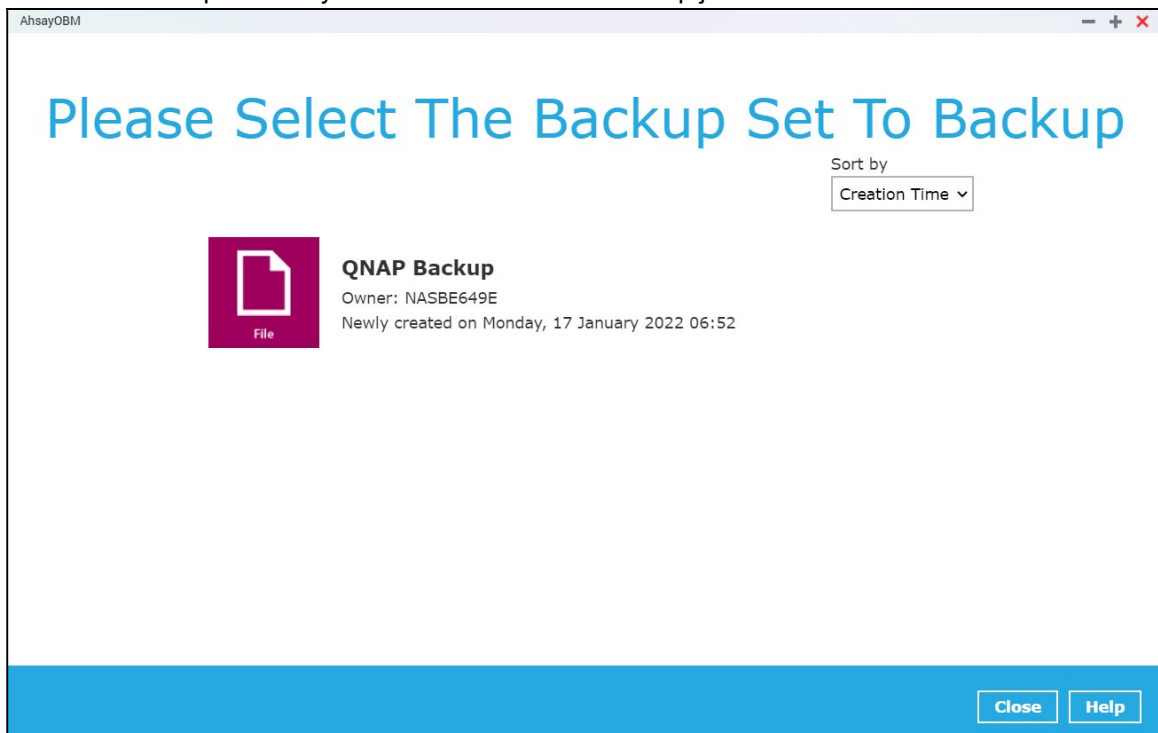 AhsayOBM
Please Select The Backup Set To Backup
Sort by
Creation Time
QNAP Backup
Owner: NASBE649E
Newly created on Monday, 17 January 2022 06:52
File
Close
Help